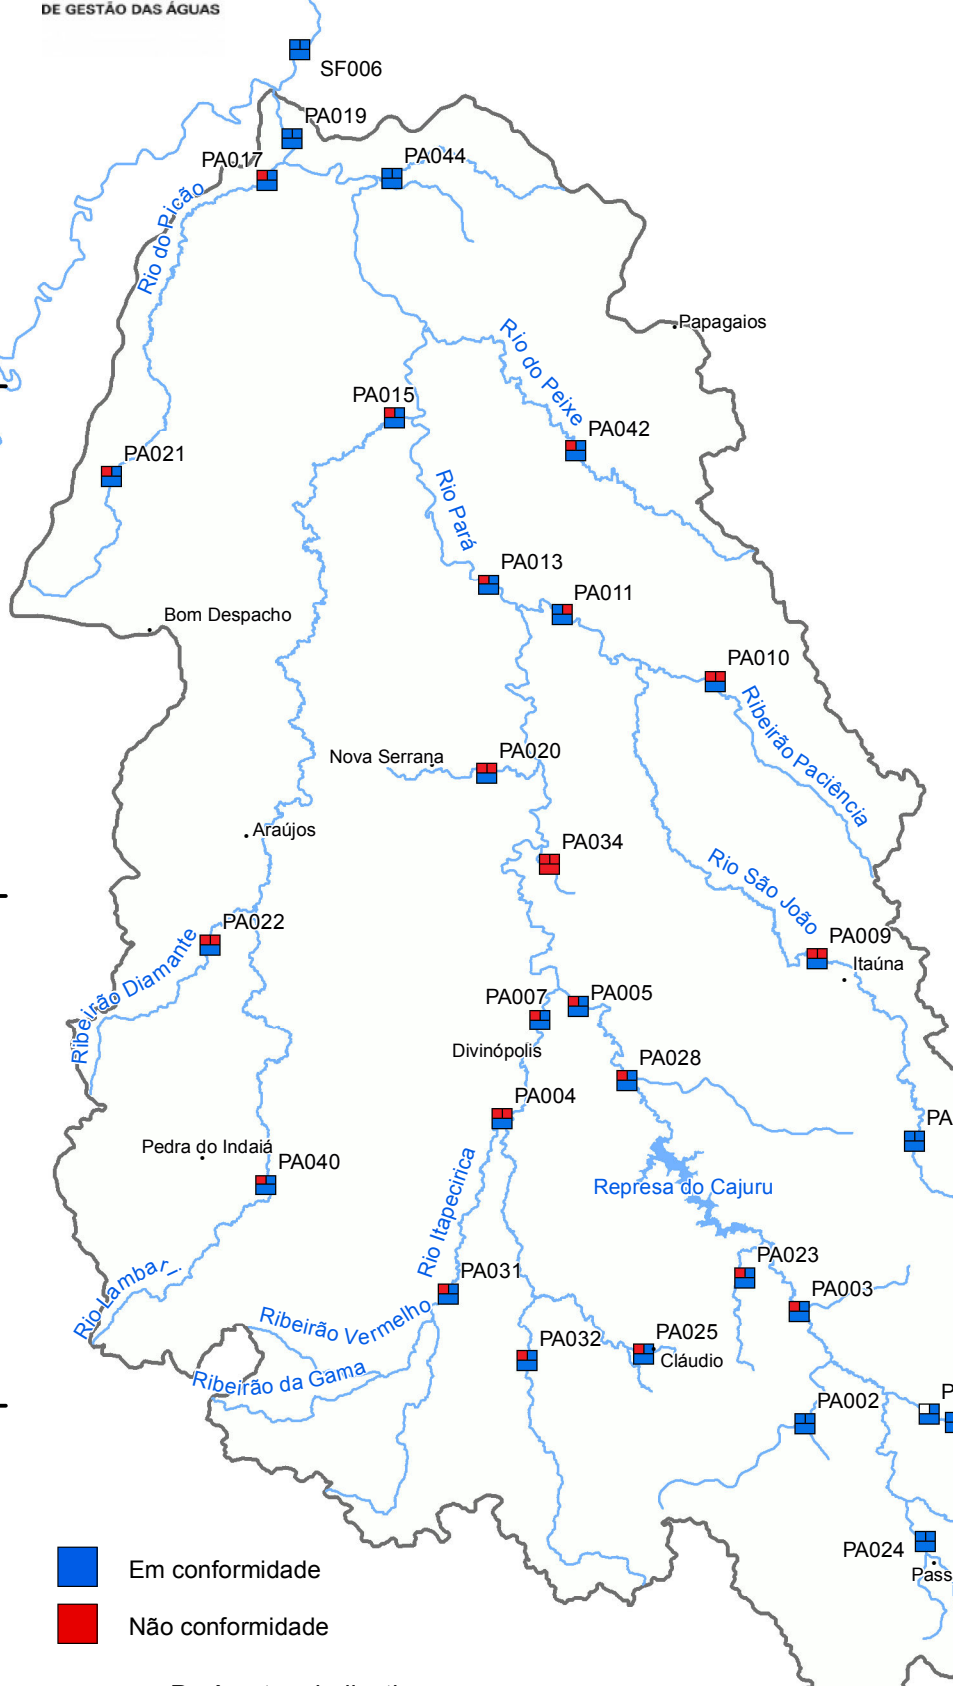 DE GESTÃO DAS ÁGUAS
SF006
PA019
PA017
PA044
Rio do Picão
Papagaios
Rio do Peixe
PA015
PA042
PA021
Rio Pará
PA013
PA011
Bom Despacho
PA010
Ribeirão Paciência
PA020
Nova Serrana
Araújos
PA034
Rio São João
PA022
PA009
Itaúna
Ribeirão Diamante
PA007
PA005
Divinópolis
PA028
PA004
PA
Pedra do Indaiá
PA040
Represa do Cajuru
Rio Itapecirica
PA023
PA031
PA003
Rio Lambari
Ribeirão Vermelho
PA032
PA025
Cláudio
Ribeirão da Gama
PA002
P
PA024
Pass
Em conformidade
Não conformidade